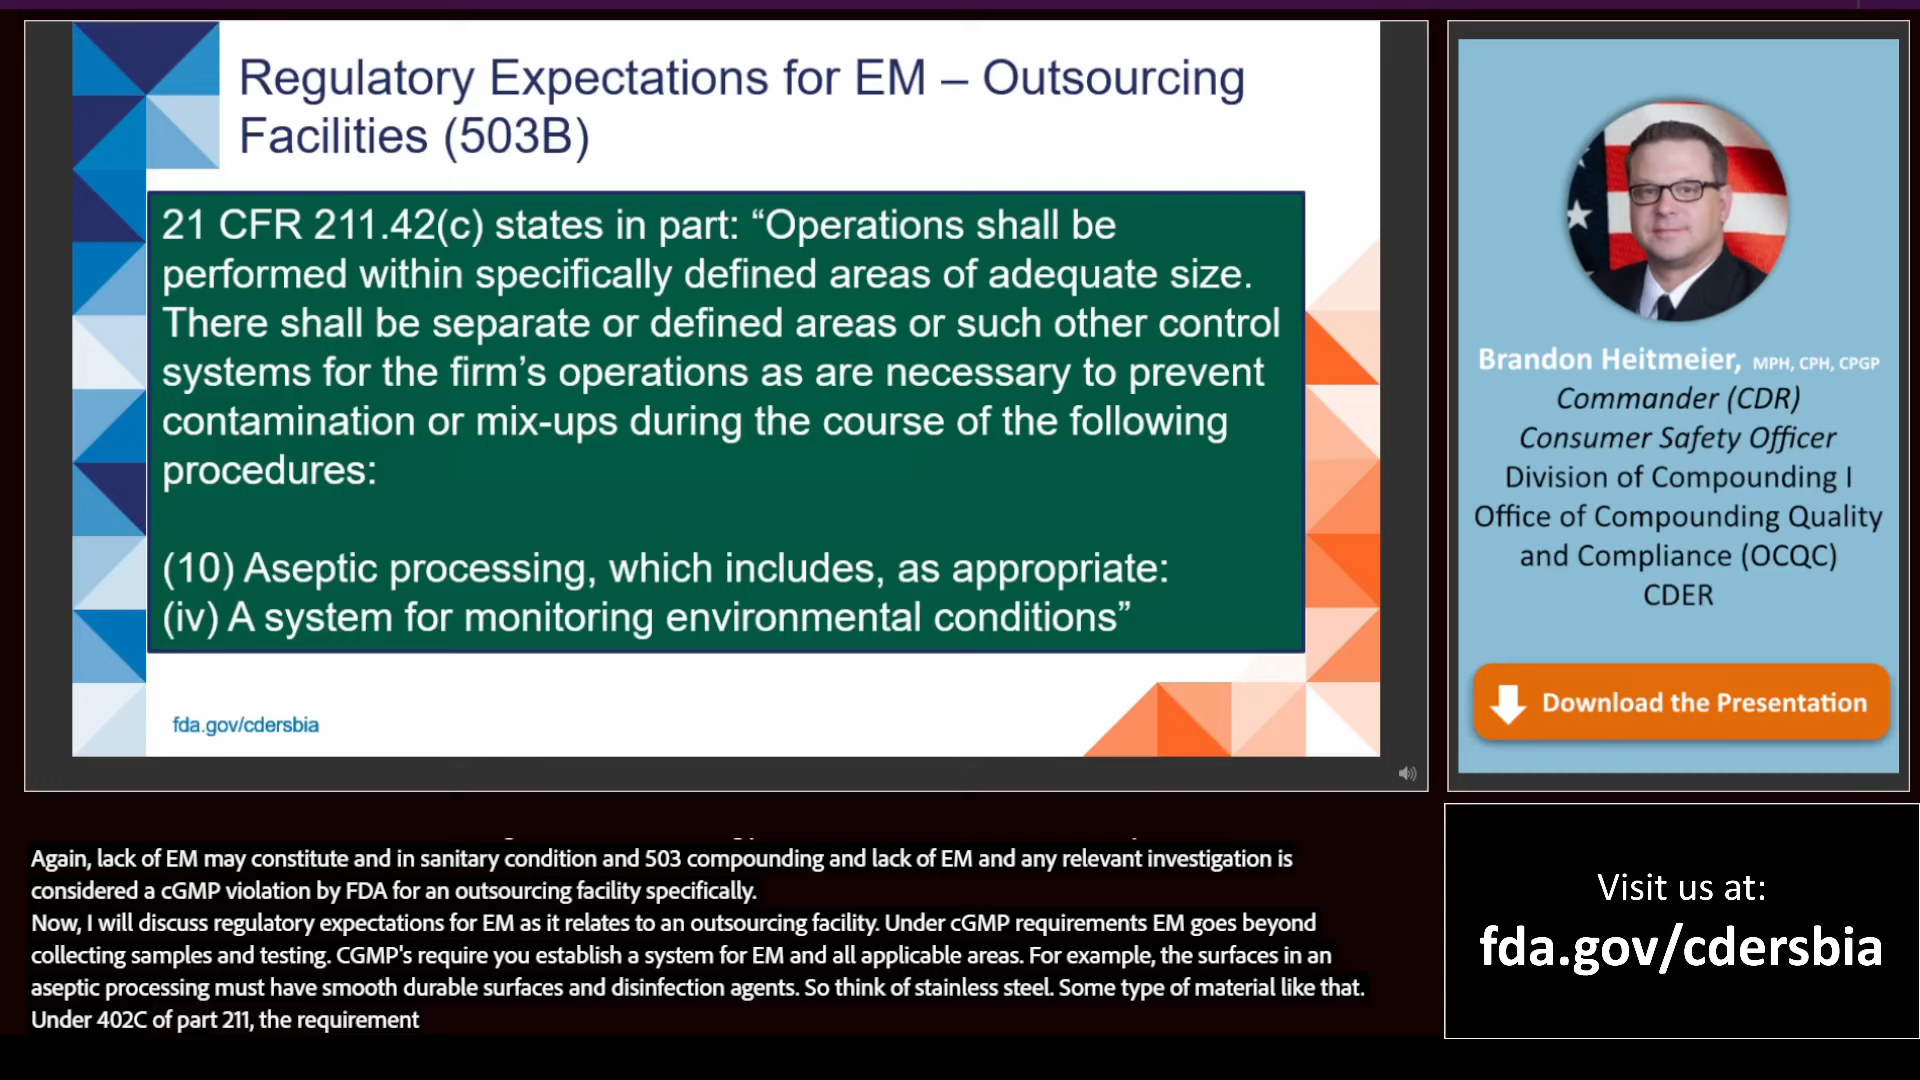 Regulatory Expectations for EM – Outsourcing
Facilities (503B)
21 CFR 211.42(c) states in part: “Operations shall be
performed within specifically defined areas of adequate size.
There shall be separate or defined areas or such other control
systems for the firm’s operations as are necessary to prevent
contamination or mix-ups during the course of the following
procedures:
(10) Aseptic processing, which includes, as appropriate:
(iv) A system for monitoring environmental conditions”
fda.gov/cdersbia
Brandon Heitmeier, MPH, CPH, CPGP
Commander (CDR)
Consumer Safety Officer
Division of Compounding I
Office of Compounding Quality
and Compliance (OCQC)
CDER
Download the Presentation
Again, lack of EM may constitute and in sanitary condition and 503 compounding and lack of EM and any relevant investigation is
considered a cGMP violation by FDA for an outsourcing facility specifically.
Now, I will discuss regulatory expectations for EM as it relates to an outsourcing facility. Under cGMP requirements EM goes beyond
collecting samples and testing. CGMP's require you establish a system for EM and all applicable areas. For example, the surfaces in an
aseptic processing must have smooth durable surfaces and disinfection agents. So think of stainless steel. Some type of material like that.
Under 402C of part 211, the requirement
Visit us at:
fda.gov/cdersbia